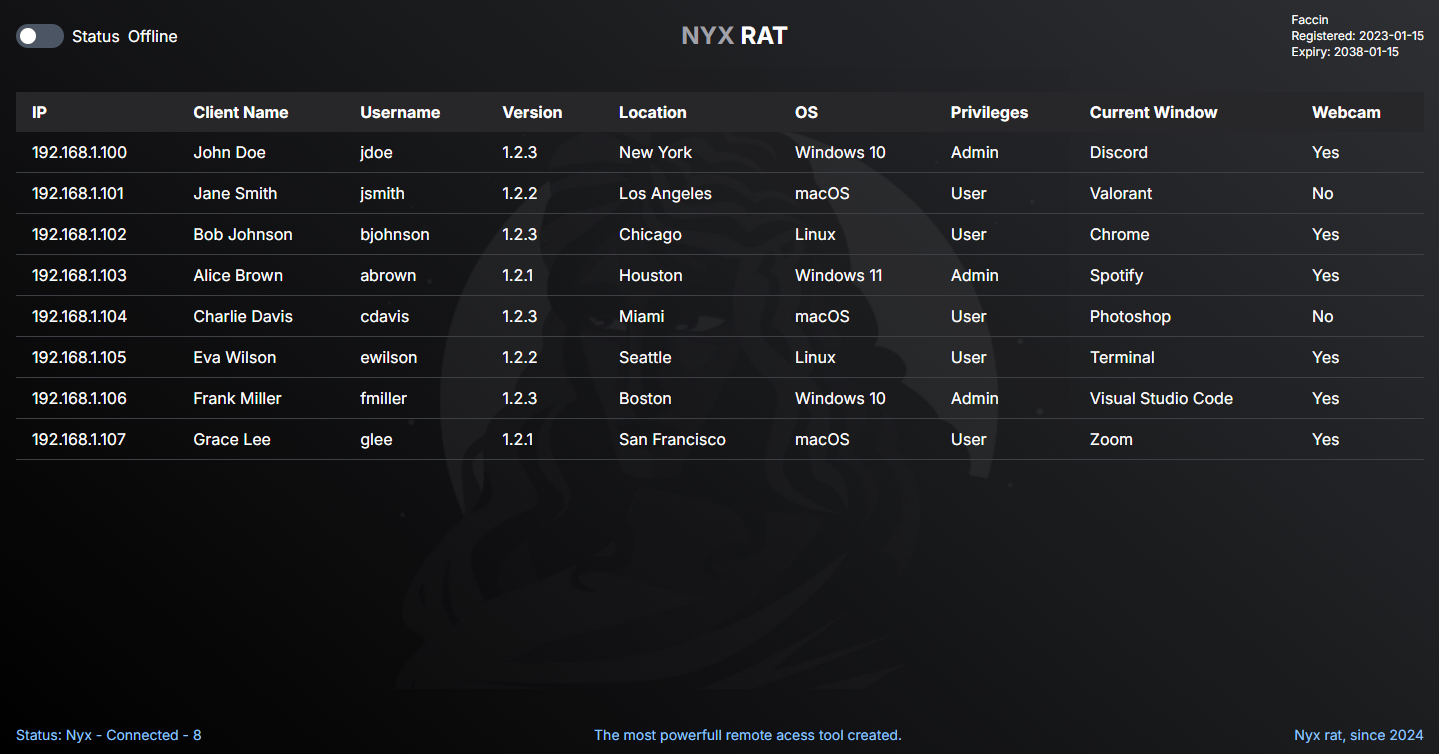 Status Offline
NYX RAT
Faccin
Registered: 2023-01-15
Expiry: 2038-01-15
IP Client Name Username Version Location OS Privileges Current Window Webcam
192.168.1.100 John Doe jdoe 1.2.3 New York Windows 10 Admin Discord Yes
192.168.1.101 Jane Smith jsmith 1.2.2 Los Angeles macOS User Valorant No
192.168.1.102 Bob Johnson bjohnson 1.2.3 Chicago Linux User Chrome Yes
192.168.1.103 Alice Brown abrown 1.2.1 Houston Windows 11 Admin Spotify Yes
192.168.1.104 Charlie Davis cdavis 1.2.3 Miami macOS User Photoshop No
192.168.1.105 Eva Wilson ewilson 1.2.2 Seattle Linux User Terminal Yes
192.168.1.106 Frank Miller fmiller 1.2.3 Boston Windows 10 Admin Visual Studio Code Yes
192.168.1.107 Grace Lee glee 1.2.1 San Francisco macOS User Zoom Yes
Status: Nyx - Connected - 8
The most powerfull remote acess tool created.
Nyx rat, since 2024